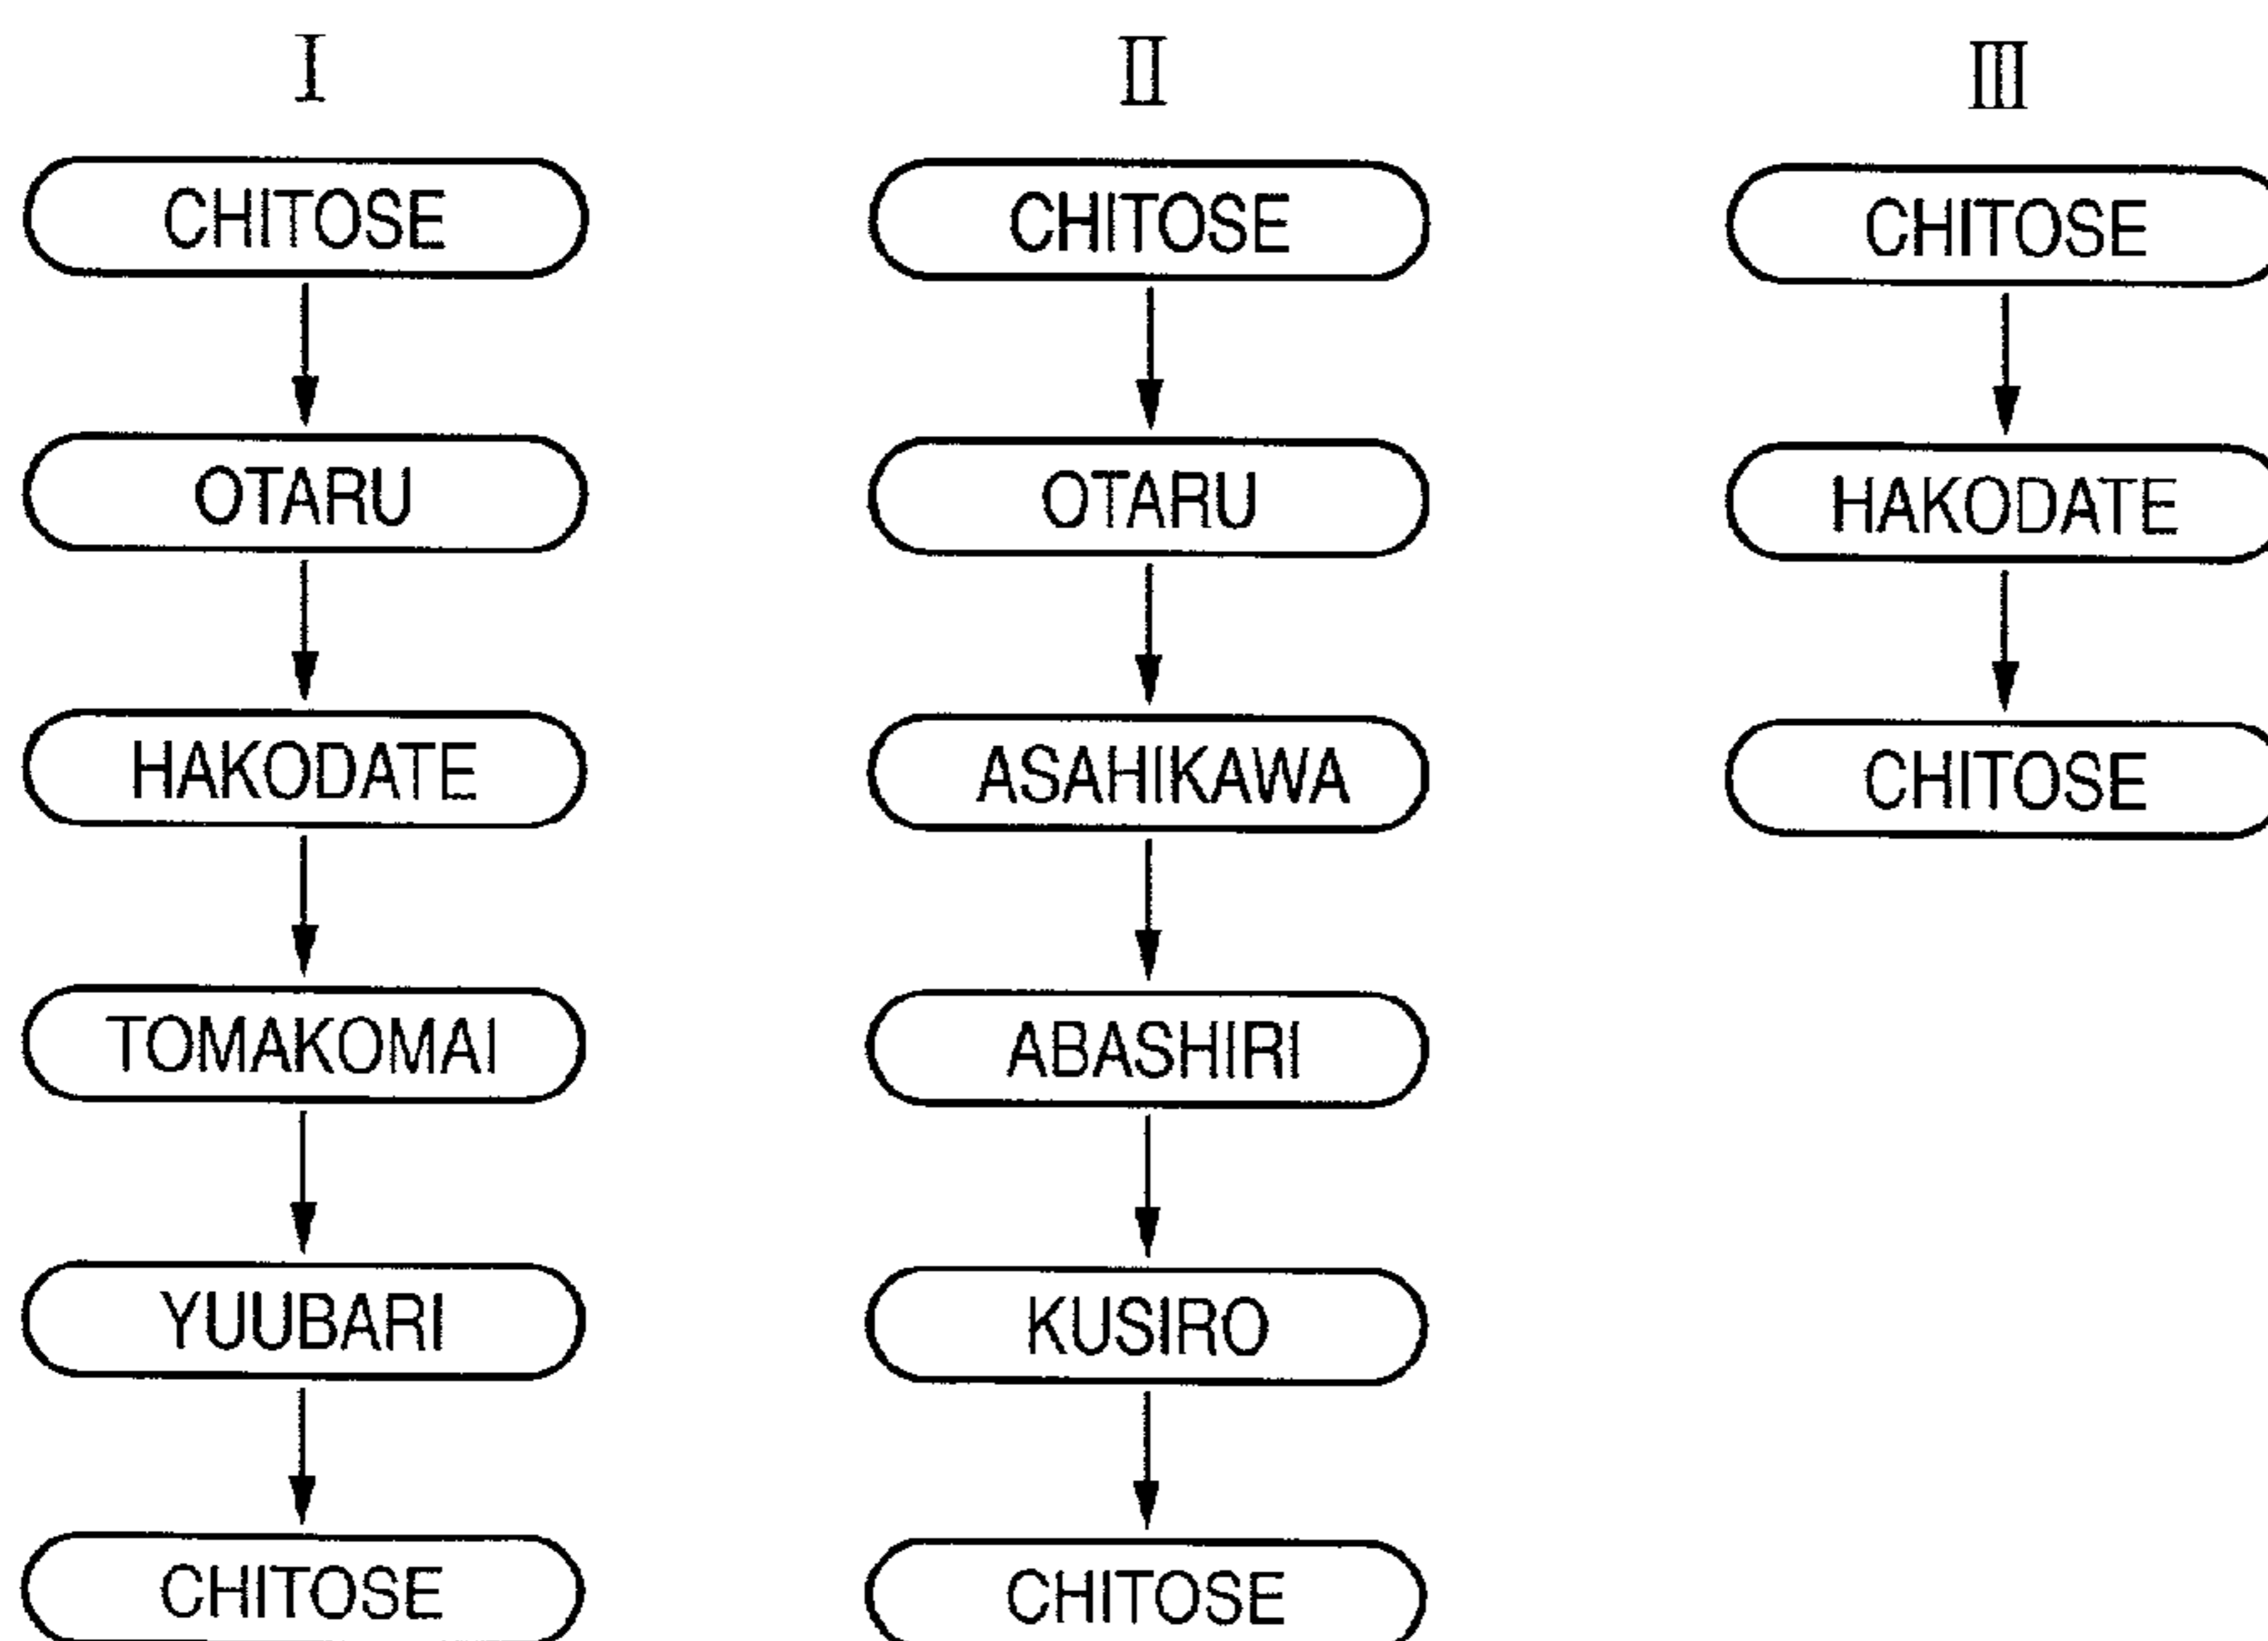 I
CHITOSE
OTARU
HAKODATE
TOMAKOMAI
YUUBARI
CHITOSE
II
CHITOSE
OTARU
ASAHIKAWA
ABASHIRI
KUSIRO
CHITOSE
III
CHITOSE
HAKODATE
CHITOSE